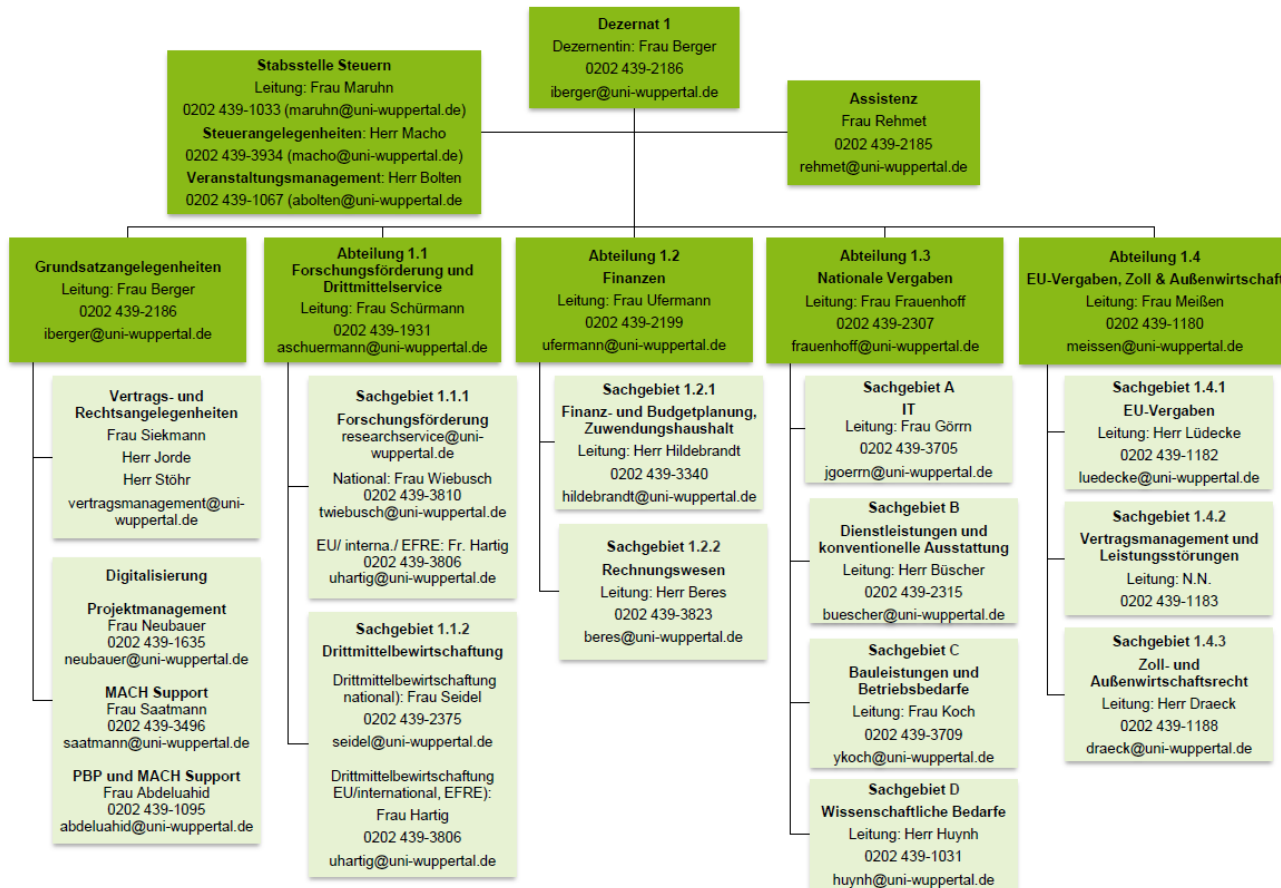 Dezernat 1
Dezernentin: Frau Berger
0202 439-2186
iberger@uni-wuppertal.de
Stabsstelle Steuern
Leitung: Frau Maruhn
0202 439-1033 (maruhn@uni-wuppertal.de)
Steuerangelegenheiten: Herr Macho
0202 439-3934 (macho@uni-wuppertal.de)
Veranstaltungsmanagement: Herr Bolten
0202 439-1067 (abolten@uni-wuppertal.de
Assistenz
Frau Rehmet
0202 439-2185
rehmet@uni-wuppertal.de
Grundsatzangelegenheiten
Leitung: Frau Berger
0202 439-2186
iberger@uni-wuppertal.de
Vertrags- und
Rechtsangelegenheiten
Frau Siekmann
Herr Jorde
Herr Stöhr
vertragsmanagement@uni-
wuppertal.de
Digitalisierung
Projektmanagement
Frau Neubauer
0202 439-1635
neubauer@uni-wuppertal.de
MACH Support
Frau Saatmann
0202 439-3496
saatmann@uni-wuppertal.de
PBP und MACH Support
Frau Abdeluahid
0202 439-1095
abdeluahid@uni-wuppertal.de
Abteilung 1.1
Forschungsförderung und
Drittmittelservice
Leitung: Frau Schürmann
0202 439-1931
aschuermann@uni-wuppertal.de
Sachgebiet 1.1.1
Forschungsförderung
researchservice@uni-
wuppertal.de
National: Frau Wiebusch
0202 439-3810
twiebusch@uni-wuppertal.de
EU/ interna./ EFRE: Fr. Hartig
0202 439-3806
uhartig@uni-wuppertal.de
Sachgebiet 1.1.2
Drittmittelbewirtschaftung
Drittmittelbewirtschaftung
national): Frau Seidel
0202 439-2375
seidel@uni-wuppertal.de
Drittmittelbewirtschaftung
EU/international, EFRE):
Frau Hartig
0202 439-3806
uhartig@uni-wuppertal.de
Abteilung 1.2
Finanzen
Leitung: Frau Ufermann
0202 439-2199
ufermann@uni-wuppertal.de
Sachgebiet 1.2.1
Finanz- und Budgetplanung,
Zuwendungshaushalt
Leitung: Herr Hildebrandt
0202 439-3340
hildebrandt@uni-wuppertal.de
Sachgebiet 1.2.2
Rechnungswesen
Leitung: Herr Beres
0202 439-3823
beres@uni-wuppertal.de
Abteilung 1.3
Nationale Vergaben
Leitung: Frau Frauenhoff
0202 439-2307
frauenhoff@uni-wuppertal.de
Sachgebiet A
IT
Leitung: Frau Görrn
0202 439-3705
jgoerrn@uni-wuppertal.de
Sachgebiet B
Dienstleistungen und
konventionelle Ausstattung
Leitung: Herr Büscher
0202 439-2315
buescher@uni-wuppertal.de
Sachgebiet C
Bauleistungen und
Betriebsbedarfe
Leitung: Frau Koch
0202 439-3709
ykoch@uni-wuppertal.de
Sachgebiet D
Wissenschaftliche Bedarfe
Leitung: Herr Huynh
0202 439-1031
huynh@uni-wuppertal.de
Abteilung 1.4
EU-Vergaben, Zoll & Außenwirtschaft
Leitung: Frau Meißen
0202 439-1180
meissen@uni-wuppertal.de
Sachgebiet 1.4.1
EU-Vergaben
Leitung: Herr Lüdecke
0202 439-1182
luedecke@uni-wuppertal.de
Sachgebiet 1.4.2
Vertragsmanagement und
Leistungsstörungen
Leitung: N.N.
0202 439-1183
Sachgebiet 1.4.3
Zoll- und
Außenwirtschaftsrecht
Leitung: Herr Draeck
0202 439-1188
draeck@uni-wuppertal.de